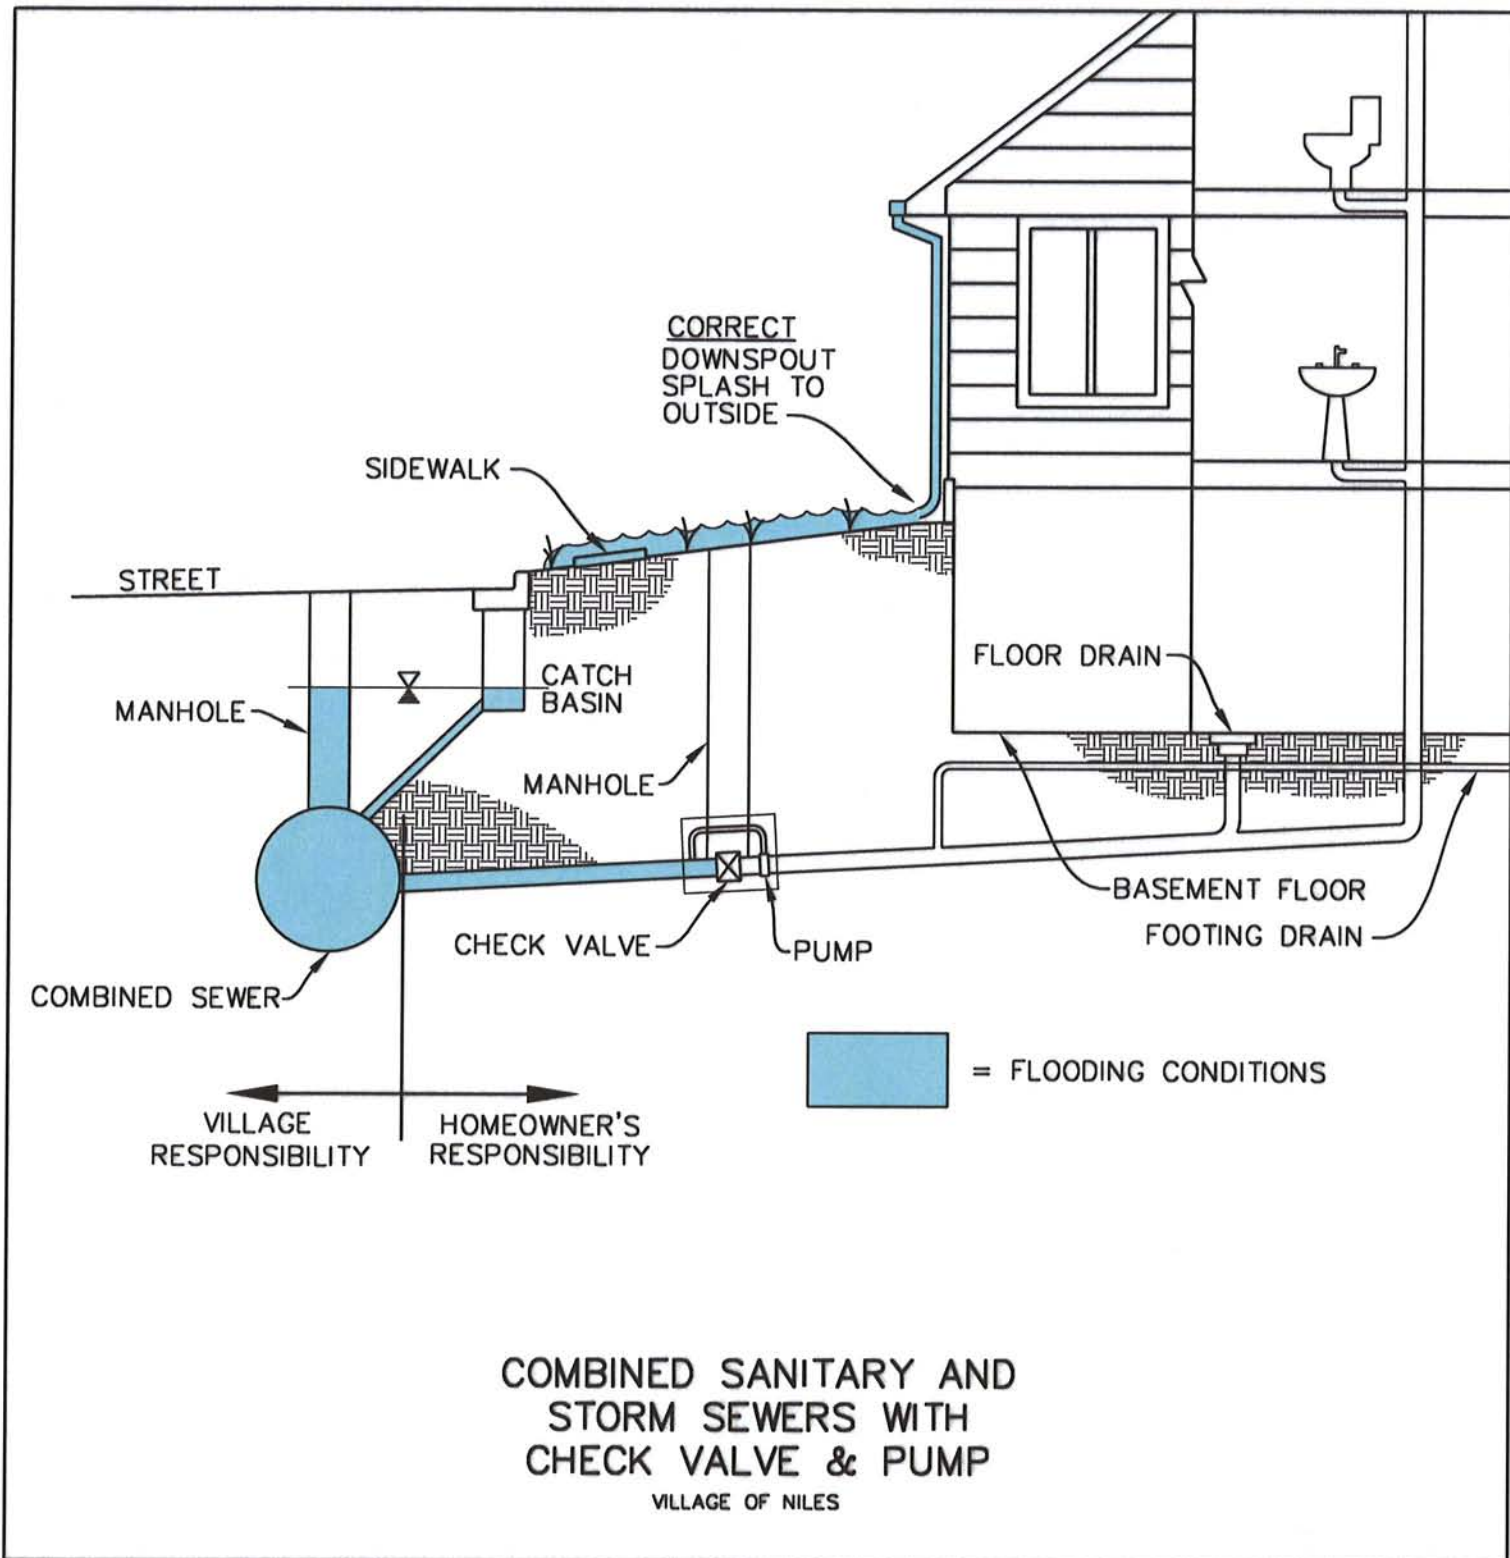 CORRECT
DOWNSPOUT
SPLASH TO
OUTSIDE
SIDEWALK
STREET
FLOOR DRAIN
CATCH
BASIN
MANHOLE
MANHOLE
BASEMENT FLOOR
FOOTING DRAIN
CHECK VALVE
PUMP
COMBINED SEWER
= FLOODING CONDITIONS
VILLAGE
RESPONSIBILITY
HOMEOWNER'S
RESPONSIBILITY
COMBINED SANITARY AND
STORM SEWERS WITH
CHECK VALVE & PUMP
VILLAGE OF NILES